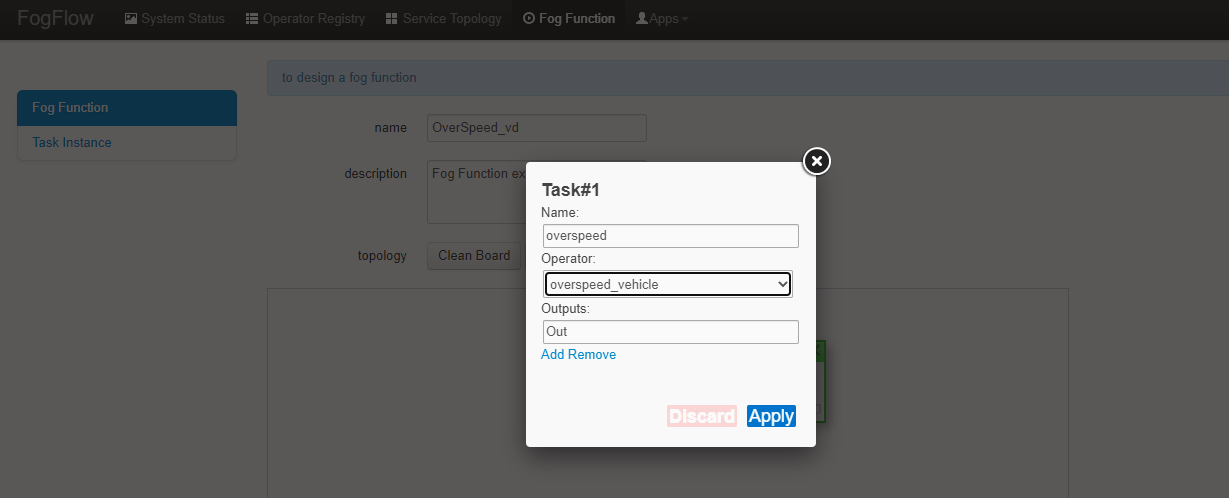 FogFlow System Status Operator Registry Service Topology Fog Function Apps
to design a fog function
Fog Function
Task Instance
name OverSpeed_vd
description Fog Function ex
topology Clean Board
Task#1
Name:
overspeed
Operator:
overspeed_vehicle
Outputs:
Out
Add Remove
Discard Apply